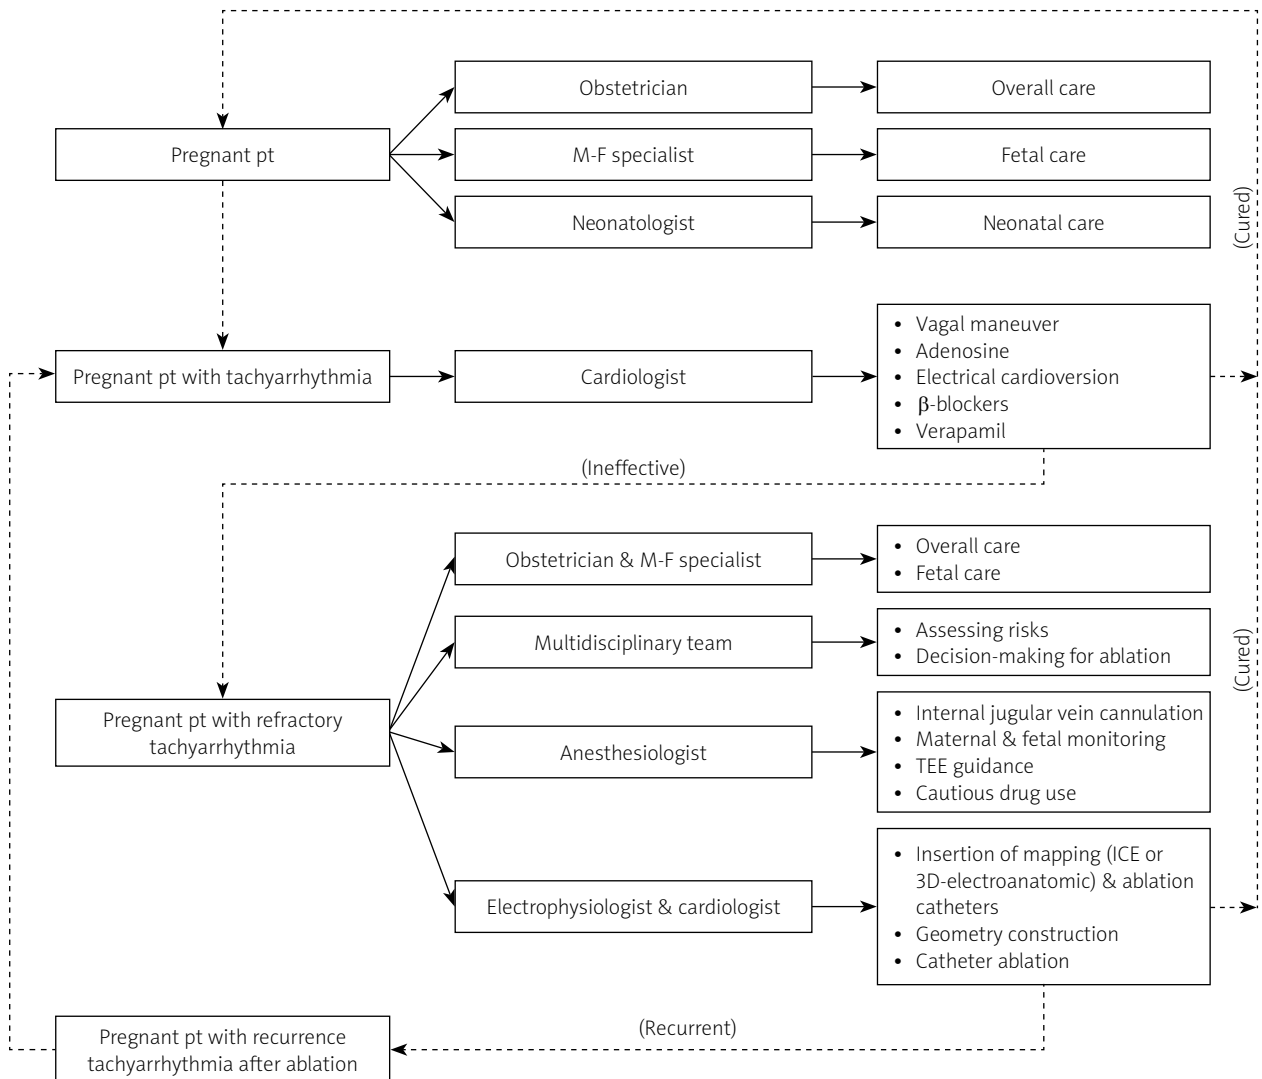 Obstetrician
Overall care
Pregnant pt
M-F specialist
Fetal care
Neonatologist
Neonatal care
(Cured)
Pregnant pt with tachyarrhythmia
Cardiologist
• Vagal maneuver
• Adenosine
• Electrical cardioversion
• β-blockers
• Verapamil
(Ineffective)
Obstetrician & M-F specialist
• Overall care
• Fetal care
Multidisciplinary team
• Assessing risks
• Decision-making for ablation
(Cured)
Pregnant pt with refractory
tachyarrhythmia
Anesthesiologist
• Internal jugular vein cannulation
• Maternal & fetal monitoring
• TEE guidance
• Cautious drug use
Electrophysiologist & cardiologist
• Insertion of mapping (ICE or
3D-electroanatomic) & ablation
catheters
• Geometry construction
• Catheter ablation
(Recurrent)
Pregnant pt with recurrence
tachyarrhythmia after ablation